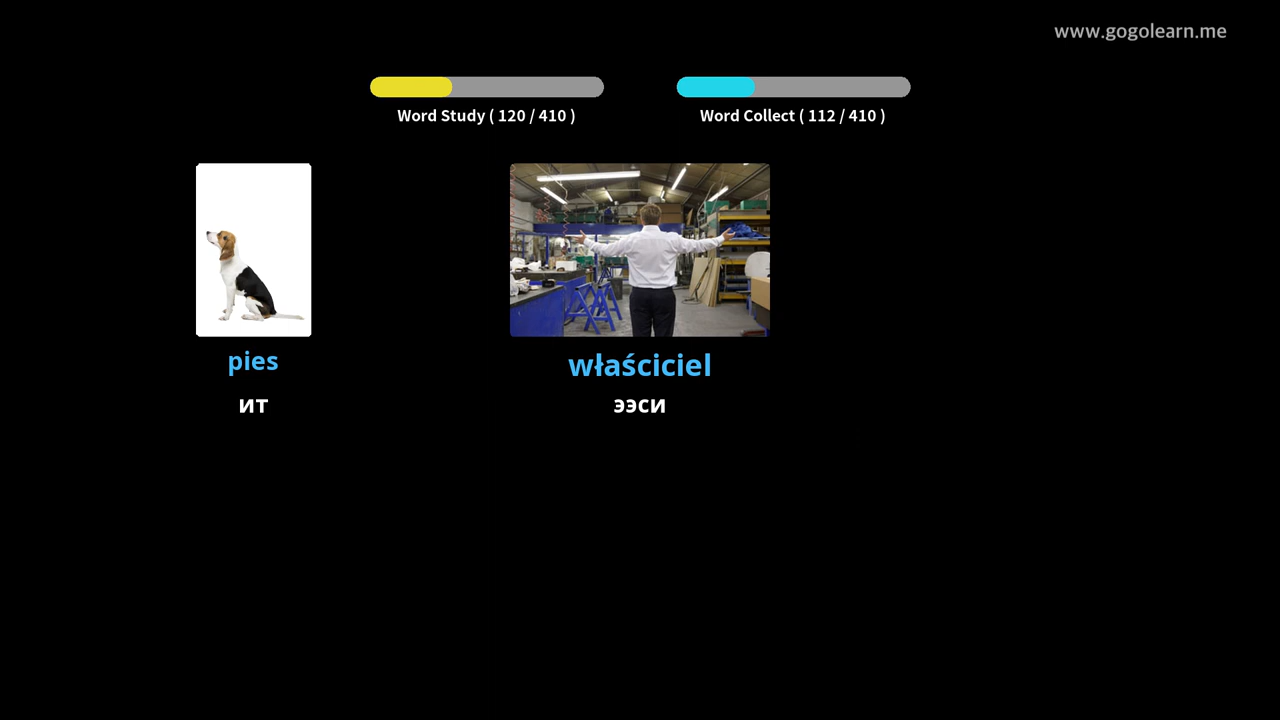 www.gogolearn.me
Word Study ( 120 / 410 )
Word Collect ( 112 / 410 )
pies
ит
właściciel
ээси